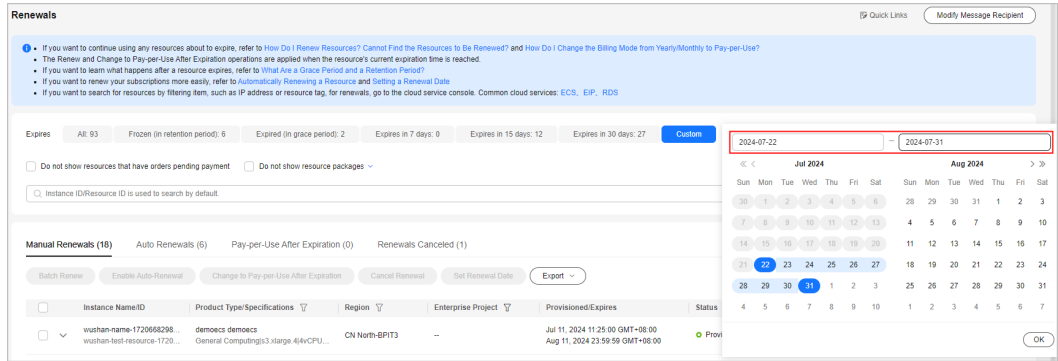 Renewals
Quick Links
Modify Message Recipient
If you want to continue using any resources about to expire, refer to How Do I Renew Resources? Cannot Find the Resources to Be Renewed? and How Do I Change the Billing Mode from Yearly/Monthly to Pay-per-Use?
The Renew and Change to Pay-per-Use After Expiration operations are applied when the resource's current expiration time is reached.
If you want to learn what happens after a resource expires, refer to What Are a Grace Period and a Retention Period?
If you want to renew your subscriptions more easily, refer to Automatically Renewing a Resource and Setting a Renewal Date
If you want to search for resources by filtering item, such as IP address or resource tag, for renewals, go to the cloud service console. Common cloud services: ECS, EIP, RDS
Expires All: 93 Frozen (in retention period): 6 Expired (in grace period): 2 Expires in 7 days: 0 Expires in 15 days: 12 Expires in 30 days: 27 Custom
Do not show resources that have orders pending payment Do not show resource packages
Instance ID/Resource ID is used to search by default.
Manual Renewals (18) Auto Renewals (6) Pay-per-Use After Expiration (0) Renewals Canceled (1)
Batch Renew Enable Auto-Renewal Change to Pay-per-Use After Expiration Cancel Renewal Set Renewal Date Export
Instance Name/ID Product Type/Specifications Region Enterprise Project Provisioned/Expires Status
wushan-name-1720668298... demoecs demoecs CN North-BPIT3 -- Jul 11, 2024 11:25:00 GMT+08:00 Provi
wushan-test-resource-1720... General Computing|s3.xlarge.4|4vCPU... Aug 11, 2024 23:59:59 GMT+08:00
2024-07-22 – 2024-07-31
Jul 2024 Aug 2024
Sun Mon Tue Wed Thu Fri Sat Sun Mon Tue Wed Thu Fri Sat
30 1 2 3 4 5 6 28 29 30 31 1 2 3
7 8 9 10 11 12 13 4 5 6 7 8 9 10
14 15 16 17 18 19 20 11 12 13 14 15 16 17
21 22 23 24 25 26 27 18 19 20 21 22 23 24
28 29 30 31 1 2 3 25 26 27 28 29 30 31
4 5 6 7 8 9 10 1 2 3 4 5 6 7
OK